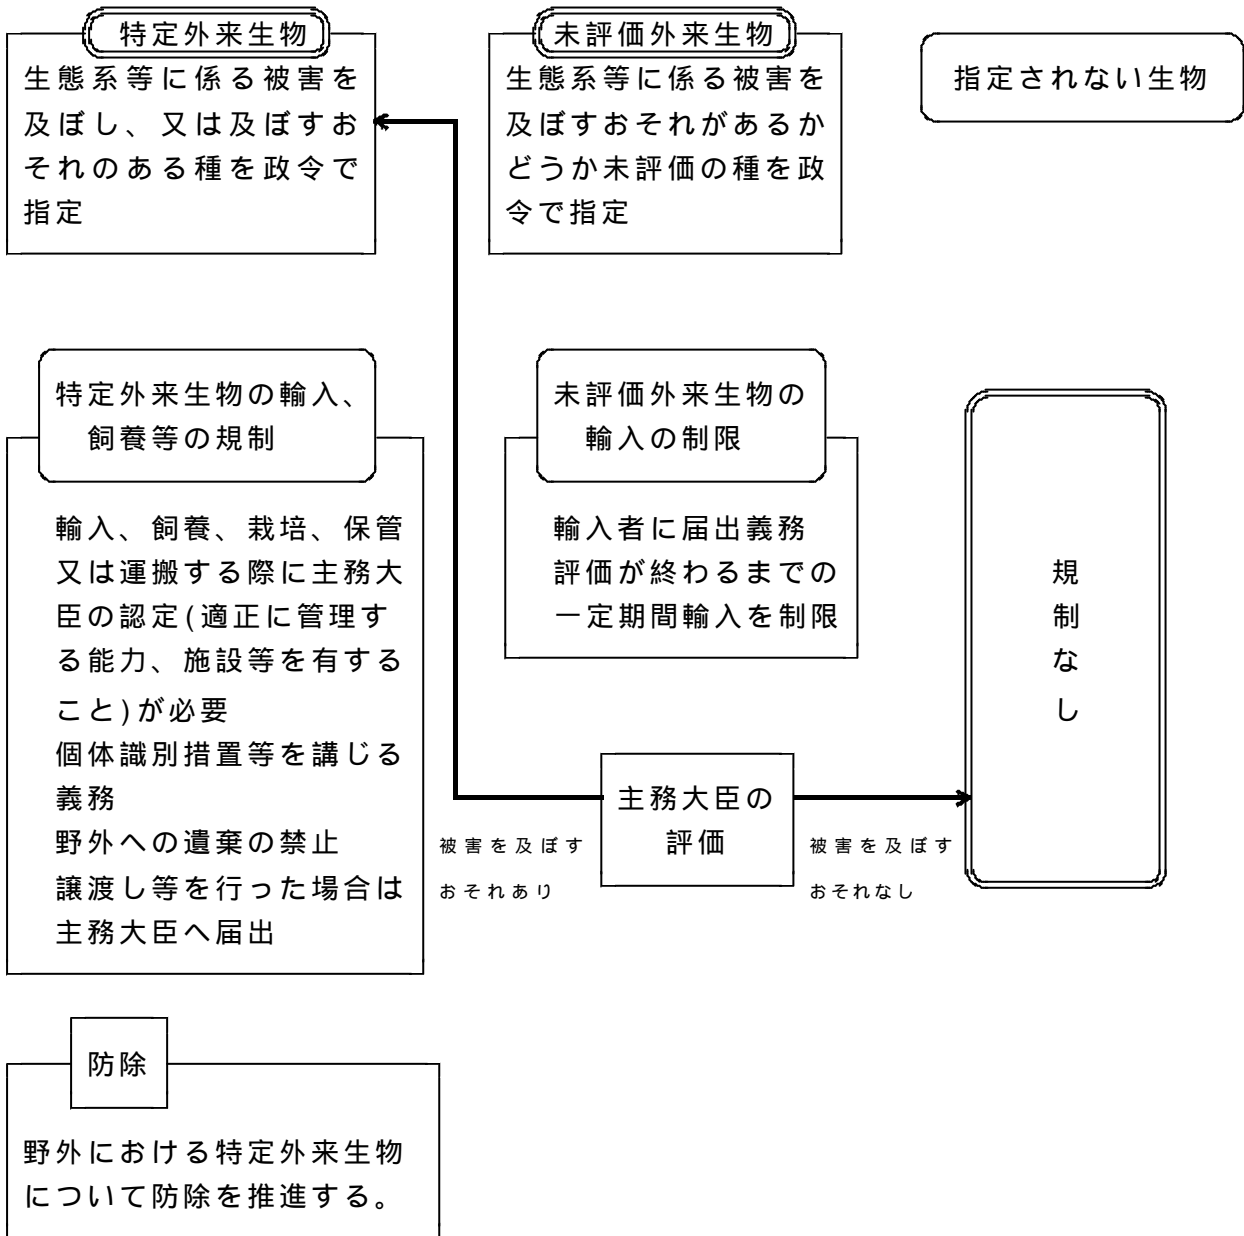 特定外来生物
生態系等に係る被害を
及ぼし、又は及ぼすお
それのある種を政令で
指定
未評価外来生物
生態系等に係る被害を
及ぼすおそれがあるか
どうか未評価の種を政
令で指定
指定されない生物
特定外来生物の輸入、
飼養等の規制
輸入、飼養、栽培、保管
又は運搬する際に主務大
臣の認定(適正に管理す
る能力、施設等を有する
こと)が必要
個体識別措置等を講じる
義務
野外への遺棄の禁止
譲渡し等を行った場合は
主務大臣へ届出
未評価外来生物の
輸入の制限
輸入者に届出義務
評価が終わるまでの
一定期間輸入を制限
主務大臣の
評価
被害を及ぼす
おそれあり
被害を及ぼす
おそれなし
規制なし
防除
野外における特定外来生物
について防除を推進する。